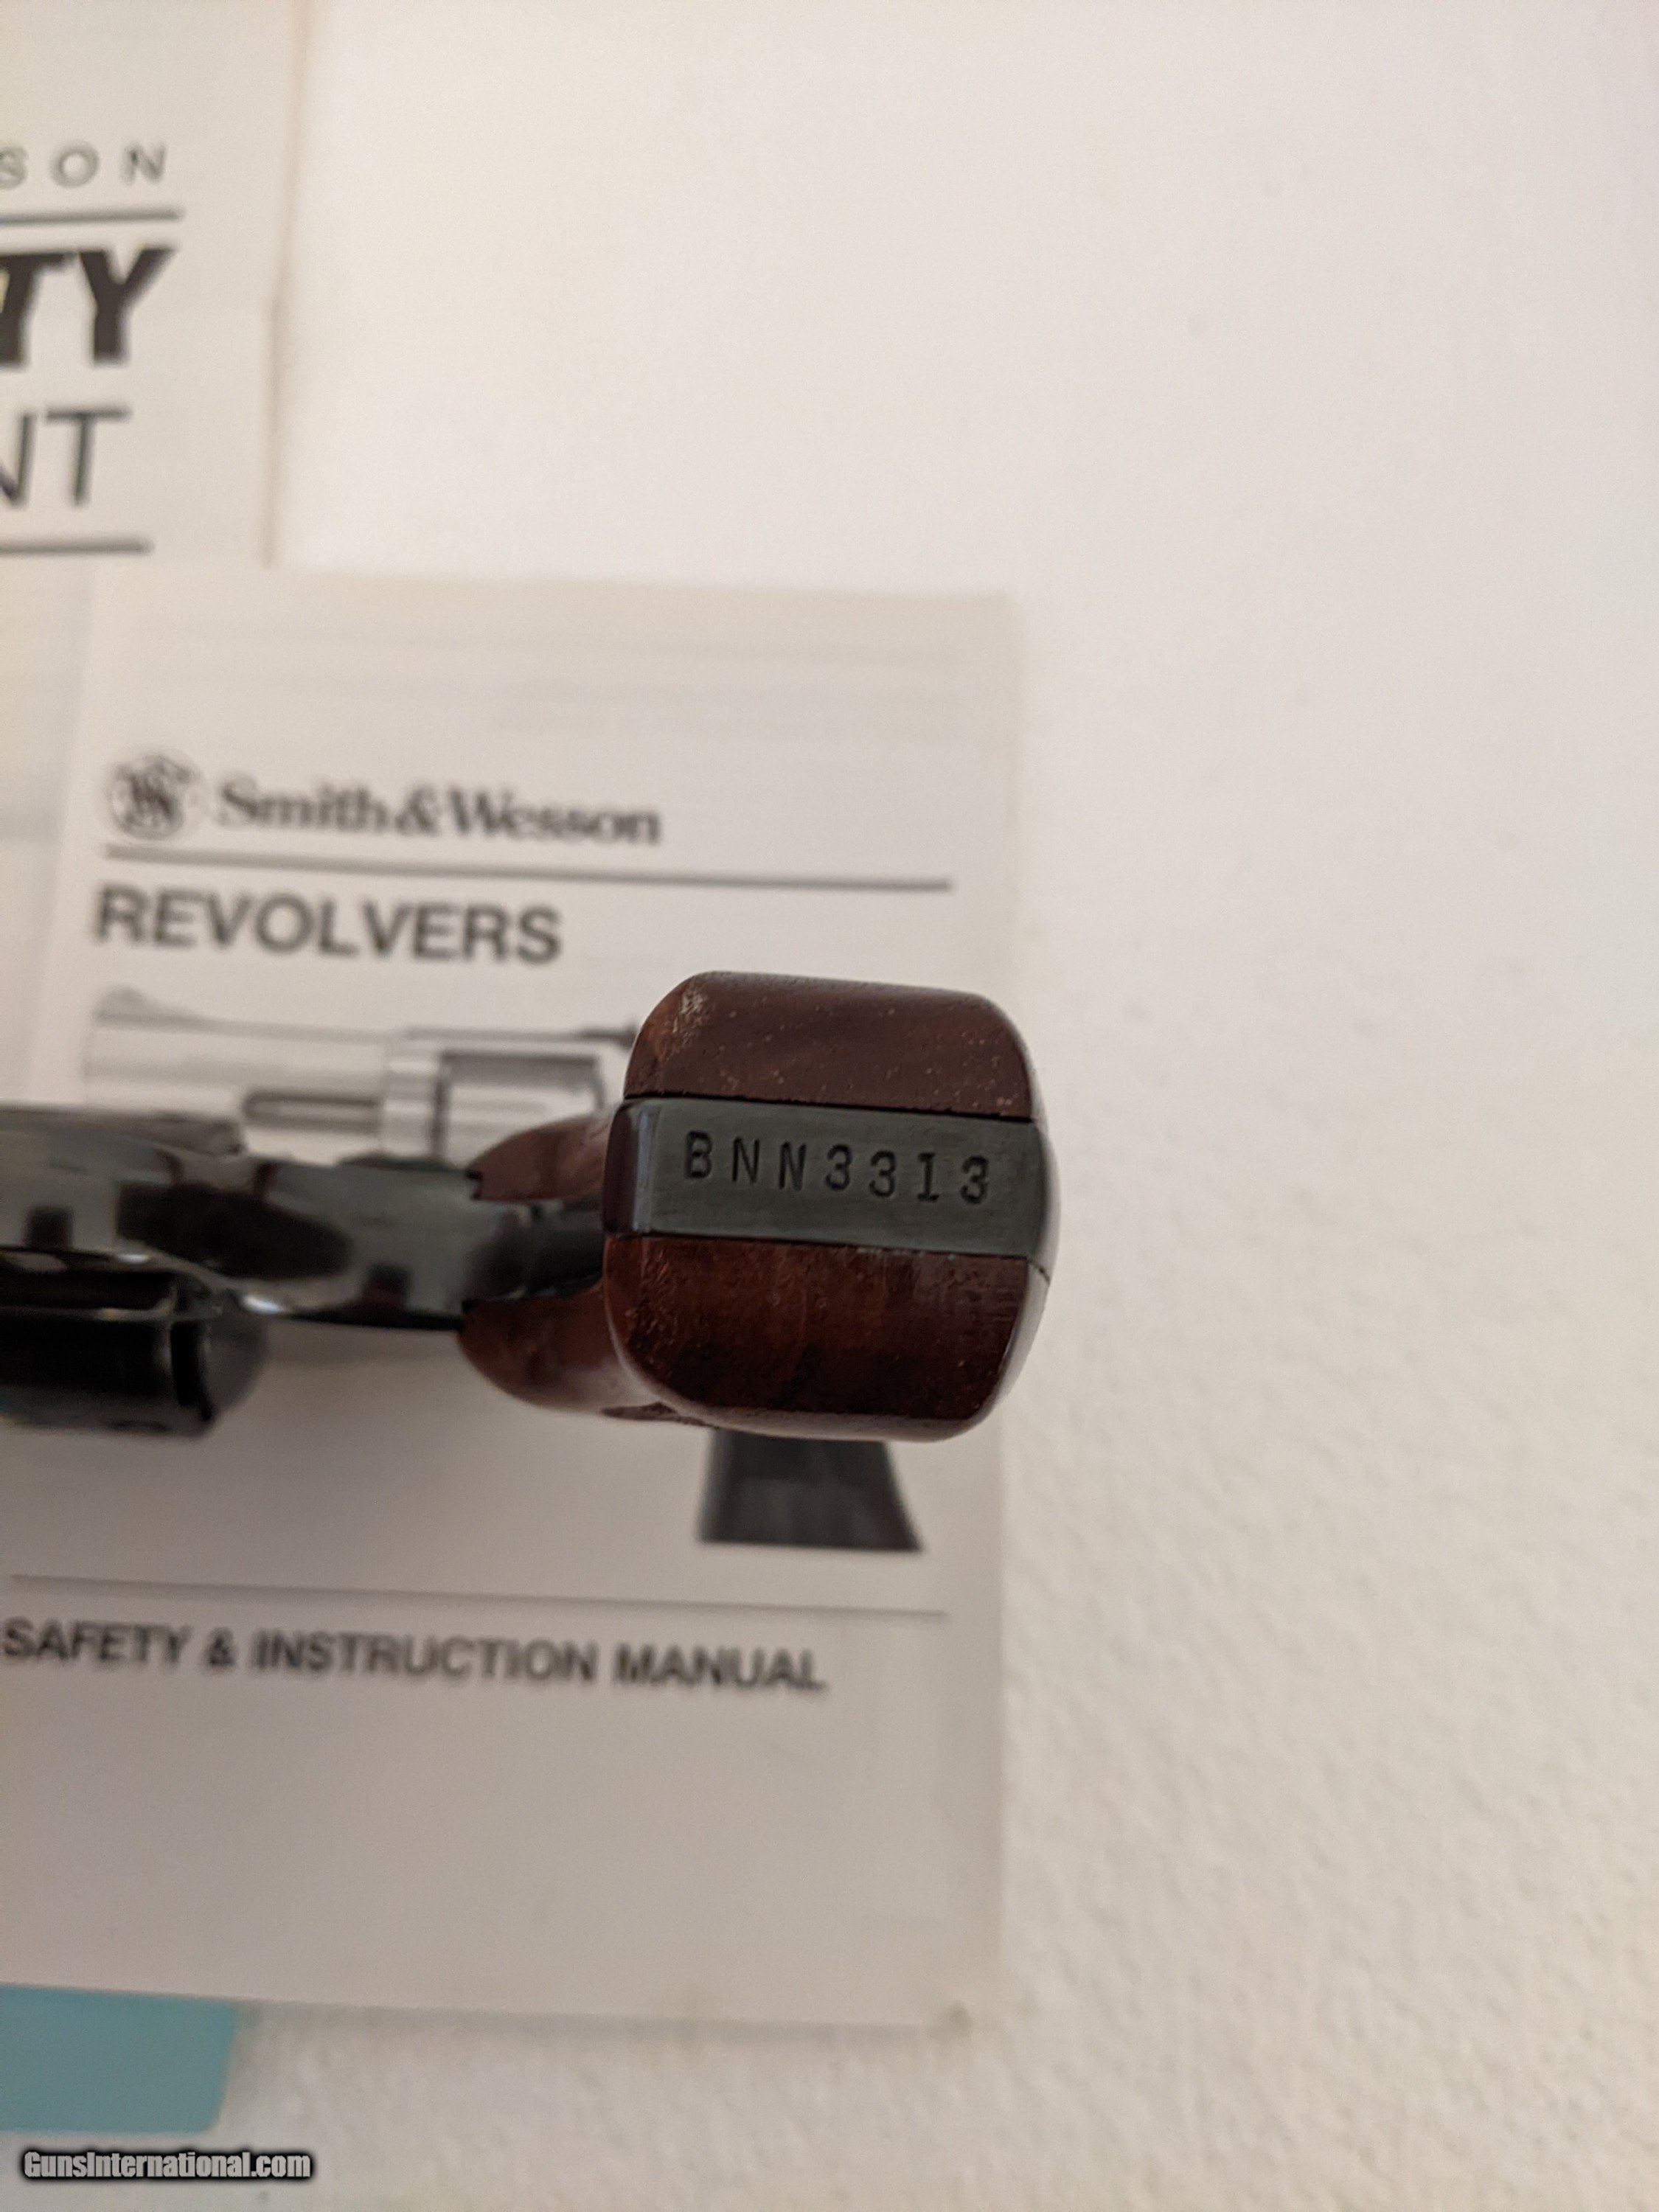 SON
TY
NT
Smith & Wesson
REVOLVERS
BNN3313
SAFETY & INSTRUCTION MANUAL
GunsInternational.com